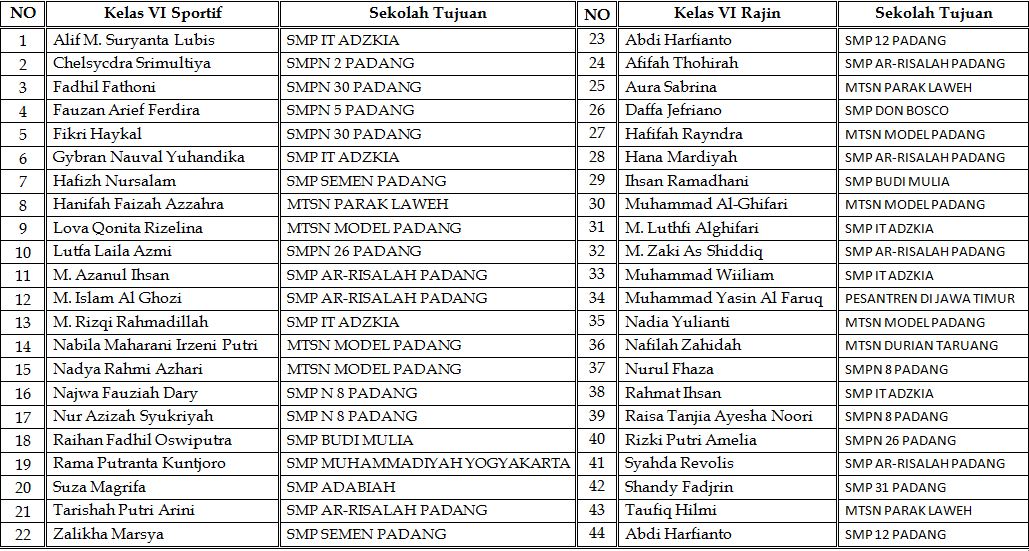 NO Kelas VI Sportif Sekolah Tujuan NO Kelas VI Rajin Sekolah Tujuan
1 Alif M. Suryanta Lubis SMP IT ADZKIA 23 Abdi Harfianto SMP 12 PADANG
2 Chelsycdra Srimultiya SMPN 2 PADANG 24 Afifah Thohirah SMP AR-RISALAH PADANG
3 Fadhil Fathoni SMPN 30 PADANG 25 Aura Sabrina MTSN PARAK LAWEH
4 Fauzan Arief Ferdira SMPN 5 PADANG 26 Daffa Jefriano SMP DON BOSCO
5 Fikri Haykal SMPN 30 PADANG 27 Hafifah Rayndra MTSN MODEL PADANG
6 Gybran Nauval Yuhandika SMP IT ADZKIA 28 Hana Mardiyah SMP AR-RISALAH PADANG
7 Hafizh Nursalam SMP SEMEN PADANG 29 Ihsan Ramadhani SMP BUDI MULIA
8 Hanifah Faizah Azzahra MTSN PARAK LAWEH 30 Muhammad Al-Ghifari MTSN MODEL PADANG
9 Lova Qonita Rizelina MTSN MODEL PADANG 31 M. Luthfi Alghifari SMP IT ADZKIA
10 Lutfa Laila Azmi SMPN 26 PADANG 32 M. Zaki As Shiddiq SMP AR-RISALAH PADANG
11 M. Azanul Ihsan SMP AR-RISALAH PADANG 33 Muhammad Wiiliam SMP IT ADZKIA
12 M. Islam Al Ghozi SMP AR-RISALAH PADANG 34 Muhammad Yasin Al Faruq PESANTREN DI JAWA TIMUR
13 M. Rizqi Rahmadillah SMP IT ADZKIA 35 Nadia Yulianti MTSN MODEL PADANG
14 Nabila Maharani Irzeni Putri MTSN MODEL PADANG 36 Nafilah Zahidah MTSN DURIAN TARUANG
15 Nadya Rahmi Azhari MTSN MODEL PADANG 37 Nurul Fhaza SMPN 8 PADANG
16 Najwa Fauziah Dary SMP N 8 PADANG 38 Rahmat Ihsan SMP IT ADZKIA
17 Nur Azizah Syukriyah SMP N 8 PADANG 39 Raisa Tanjia Ayesha Noori SMPN 8 PADANG
18 Raihan Fadhil Oswiputra SMP BUDI MULIA 40 Rizki Putri Amelia SMPN 26 PADANG
19 Rama Putranta Kuntjoro SMP MUHAMMADIYAH YOGYAKARTA 41 Syahda Revolis SMP AR-RISALAH PADANG
20 Suza Magrifa SMP ADABIAH 42 Shandy Fadjrin SMP 31 PADANG
21 Tarishah Putri Arini SMP AR-RISALAH PADANG 43 Taufiq Hilmi MTSN PARAK LAWEH
22 Zalikha Marsya SMP SEMEN PADANG 44 Abdi Harfianto SMP 12 PADANG